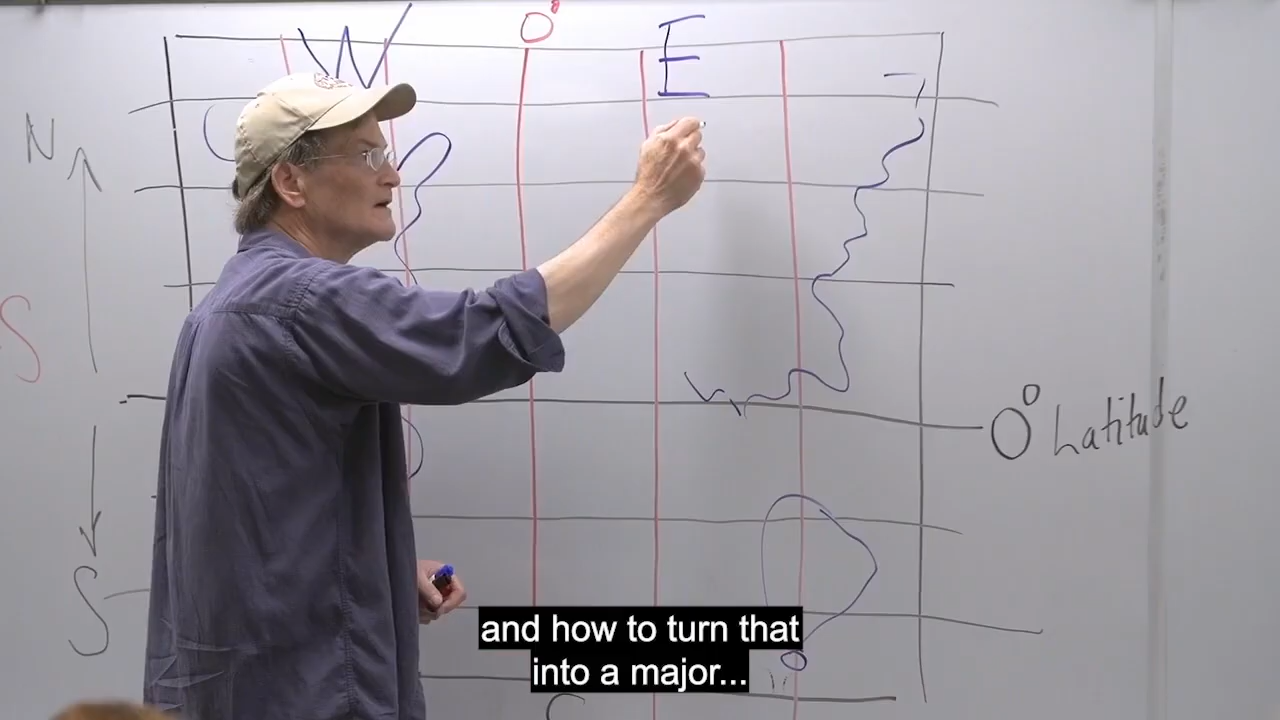 0°
W
E
N
S
0° Latitude
S
and how to turn that
into a major...